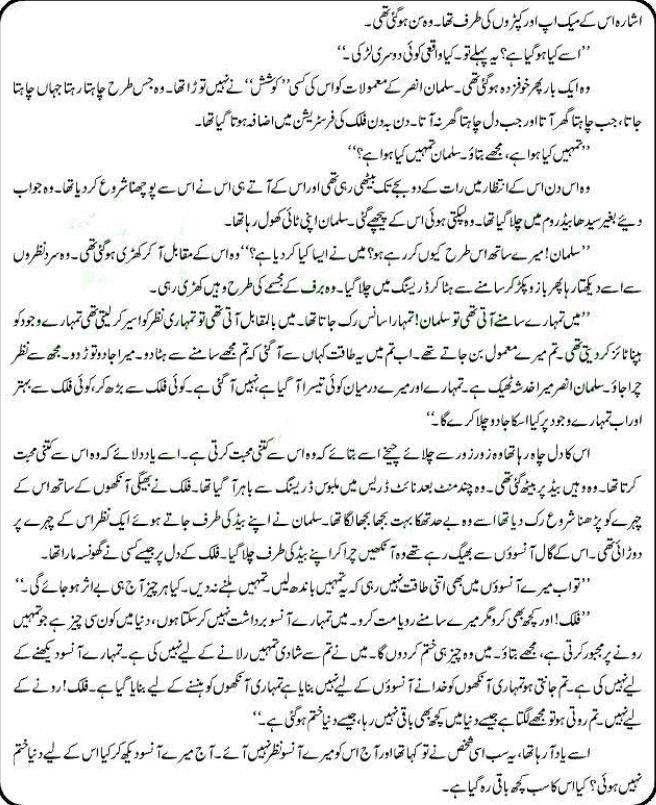 اشارہ اس کے میک اپ اور کپڑوں کی طرف تھا۔ وہ سن ہو گئی تھی۔
’’اسے کیا ہو گیا ہے؟ یہ پہلے تو۔ کیا واقعی کوئی دوسری لڑکی۔‘‘
وہ ایک بار پھر خوفزدہ ہو گئی تھی۔ سلمان انصر کے معمولات کو اس کی کسی ’’کوشش‘‘ نے نہیں توڑا تھا۔ وہ جس طرح چاہتا رہتا جہاں چاہتا
جاتا، جب چاہتا گھر آتا اور جب دل چاہتا گھر نہ آتا۔ دن بہ دن فلک کی فرسٹریشن میں اضافہ ہوتا گیا تھا۔
’’تمہیں کیا ہوا ہے، مجھے بتاؤ۔ سلمان تمہیں کیا ہوا ہے؟‘‘
وہ اس دن اس کے انتظار میں رات کے دو بجے تک بیٹھی رہی تھی اور اس کے آتے ہی اس نے اس سے پوچھنا شروع کر دیا تھا۔ وہ جواب
دیئے بغیر سیدھا بیڈ روم میں چلا گیا تھا۔ وہ لپکتی ہوئی اس کے پیچھے گئی۔ سلمان اپنی ٹائی کھول رہا تھا۔
’’سلمان! میرے ساتھ اس طرح کیوں کر رہے ہو؟ میں نے ایسا کیا کر دیا ہے؟‘‘ وہ اس کے مقابل آ کر کھڑی ہو گئی تھی۔ وہ سرد نظروں
سے اسے دیکھتا رہا پھر بازو پکڑ کر سامنے سے ہٹا کر ڈریسنگ میں چلا گیا۔ وہ برف کے مجسمے کی طرح وہیں کھڑی رہی۔
’’میں تمہارے سامنے آتی تھی تو سلمان! تمہارا سانس رک جاتا تھا۔ میں بالمقابل آتی تھی تو تمہاری نظر کو اسیر کر لیتی تھی تمہارے وجود کو
ہپناٹائز کر دیتی تھی۔ تم میرے معمول بن جاتے تھے۔ اب تم میں یہ طاقت کہاں سے آ گئی کہ تم مجھے سامنے سے ہٹا دو۔ میرا جادو توڑ دو۔ مجھ سے نظر
چرا جاؤ۔ سلمان انصر میرا خدشہ ٹھیک ہے۔ تمہارے اور میرے درمیان کوئی تیسرا آ گیا ہے، نہیں آ گئی ہے۔ کوئی فلک سے بڑھ کر، کوئی فلک سے بہتر
اور اب تمہارے وجود پر کیا اسکا جادو چلا کرے گا۔‘‘
اس کا دل چاہ رہا تھا وہ زور زور سے چلائے چیخے اسے بتائے کہ وہ اس سے کتنی محبت کرتی ہے۔ اسے یاد دلائے کہ وہ اس سے کتنی محبت
کرتا تھا۔ وہ وہیں بیڈ پر بیٹھ گئی تھی۔ وہ چند منٹ بعد نائٹ ڈریس میں ملبوس ڈریسنگ سے باہر آ گیا تھا۔ فلک نے بھیگی آنکھوں کے ساتھ اس کے
چہرے کو پڑھنا شروع کر دیا تھا اسے وہ بے حد تھکا بہت بجھا بجھا لگا تھا۔ سلمان نے اپنے بیڈ کی طرف جاتے ہوئے ایک نظر اس کے چہرے پر
دوڑائی تھی۔ اس کے گال آنسوؤں سے بھیگ رہے تھے وہ آنکھیں چرا کر اپنے بیڈ کی طرف چلا گیا۔ فلک کے دل پر جیسے کسی نے گھونسہ مارا تھا۔
’’تو اب میرے آنسوؤں میں بھی اتنی طاقت نہیں رہی کہ یہ تمہیں باندھ لیں۔ تمہیں ہلنے نہ دیں۔ کیا ہر چیز آج ہی بے اثر ہو جائے گی۔‘‘
’’فلک! اور کچھ بھی کرو مگر میرے سامنے رویا مت کرو۔ میں تمہارے آنسو برداشت نہیں کر سکتا ہوں، دنیا میں کون سی چیز ہے جو تمہیں
رونے پر مجبور کرتی ہے، مجھے بتاؤ۔ میں وہ چیز ہی ختم کر دوں گا۔ میں نے تم سے شادی تمہیں رلانے کے لیے نہیں کی ہے۔ تمہارے آنسو دیکھنے کے
لیے نہیں کی ہے۔ تم جانتی ہو تمہاری آنکھوں کو خدا نے آنسوؤں کے لیے نہیں بنایا ہے تمہاری آنکھوں کو ہنسنے کے لیے بنایا گیا ہے۔ فلک! رونے کے
لیے نہیں۔ تم روتی ہو تو مجھے لگتا ہے جیسے دنیا میں کچھ بھی باقی نہیں رہا، جیسے دنیا ختم ہو گئی ہے۔‘‘
اسے یاد آ رہا تھا، یہ سب اسی شخص نے تو کہا تھا اور آج اس کو میرے آنسو نظر نہیں آئے۔ آج میرے آنسو دیکھ کر کیا اس کے لیے دنیا ختم
نہیں ہوئی؟ کیا اس کا سب کچھ باقی رہ گیا ہے۔